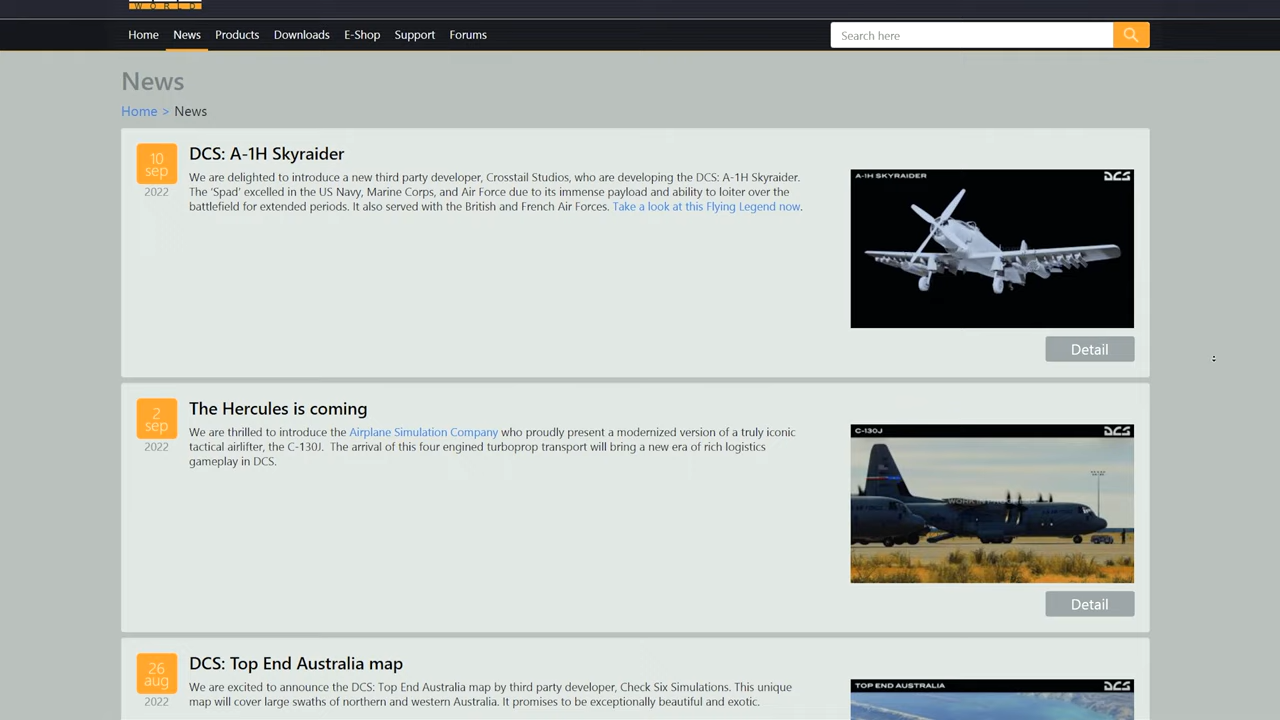 WORLD
Home News Products Downloads E-Shop Support Forums
Search here
News
Home > News
10
sep
2022
DCS: A-1H Skyraider
We are delighted to introduce a new third party developer, Crosstail Studios, who are developing the DCS: A-1H Skyraider.
The 'Spad' excelled in the US Navy, Marine Corps, and Air Force due to its immense payload and ability to loiter over the
battlefield for extended periods. It also served with the British and French Air Forces. Take a look at this Flying Legend now.
A-1H SKYRAIDER
DCS
Detail
2
sep
2022
The Hercules is coming
We are thrilled to introduce the Airplane Simulation Company who proudly present a modernized version of a truly iconic
tactical airlifter, the C-130J.  The arrival of this four engined turboprop transport will bring a new era of rich logistics
gameplay in DCS.
C-130J
DCS
Detail
26
aug
2022
DCS: Top End Australia map
We are excited to announce the DCS: Top End Australia map by third party developer, Check Six Simulations. This unique
map will cover large swaths of northern and western Australia. It promises to be exceptionally beautiful and exotic.
TOP END AUSTRALIA
DCS